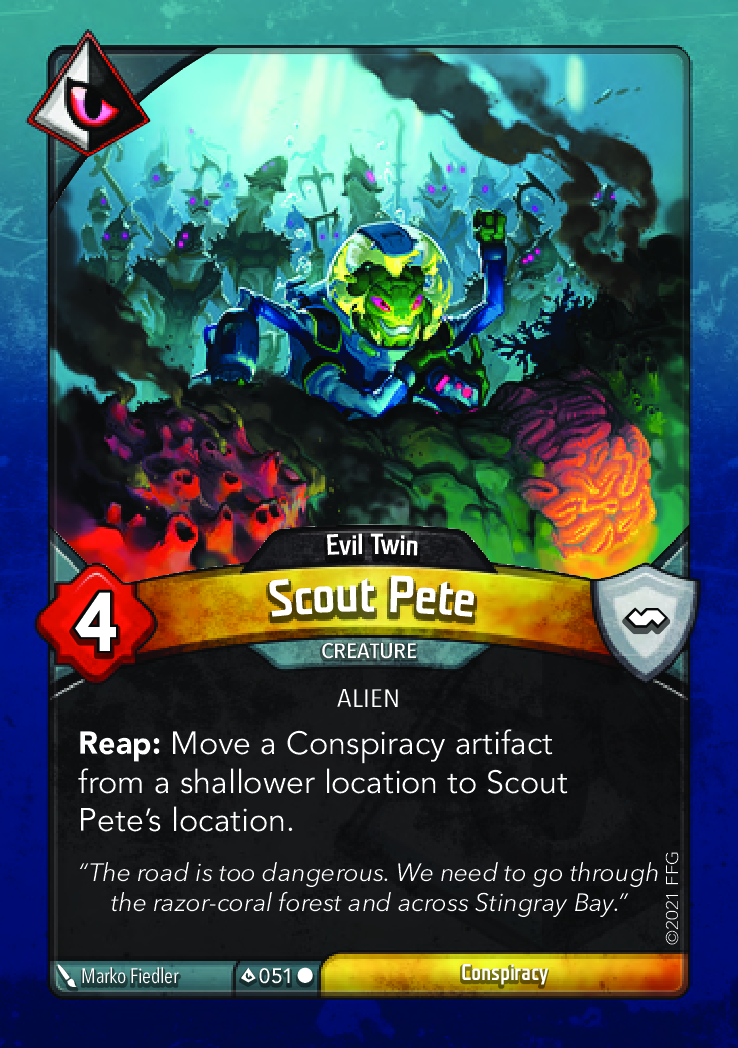 Evil Twin
Scout Pete
4
CREATURE
ALIEN
Reap: Move a Conspiracy artifact
from a shallower location to Scout
Pete’s location.
“The road is too dangerous. We need to go through
the razor-coral forest and across Stingray Bay.”
©2021 FFG
Marko Fiedler
051
Conspiracy